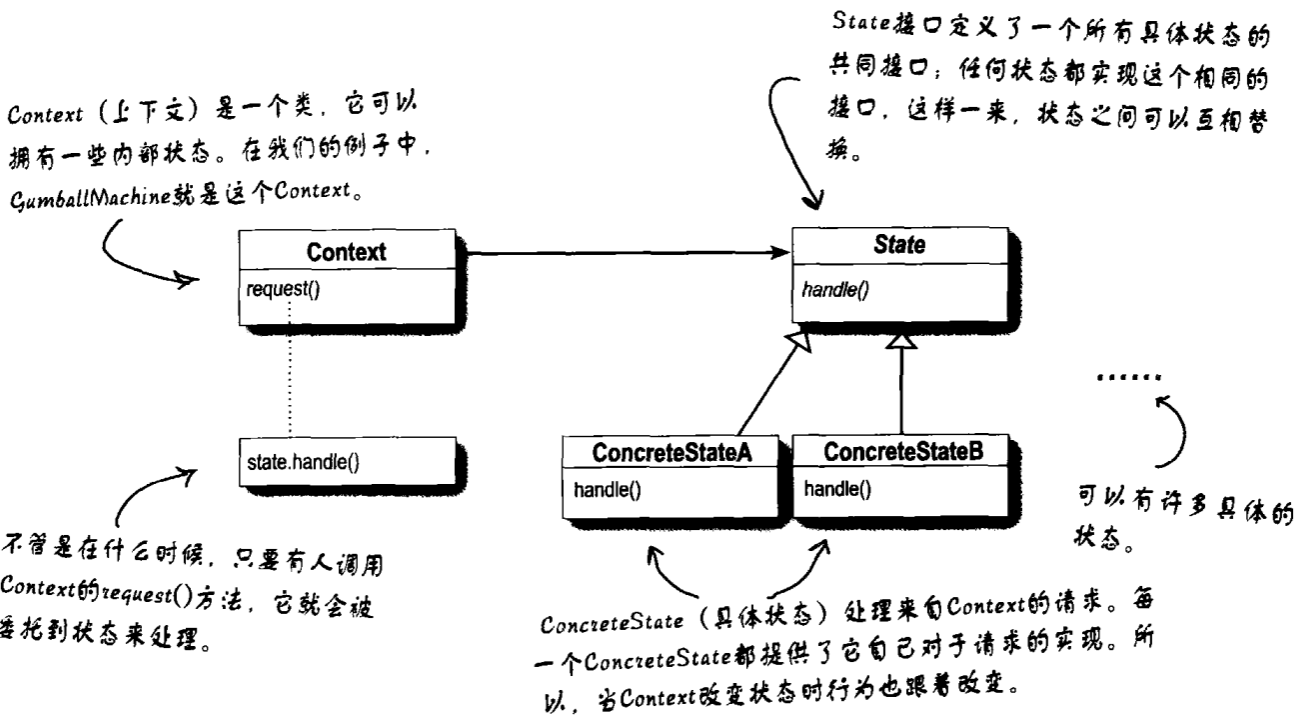 State接口定义了一个所有具体状态的
共同接口；任何状态都实现这个相同的
接口，这样一来，状态之间可以互相替
换。
Context（上下文）是一个类，它可以
拥有一些内部状态。在我们的例子中，
GumballMachine就是这个Context。
Context
request()
State
handle()
......
state.handle()
ConcreteStateA
handle()
ConcreteStateB
handle()
可以有许多具体的
状态。
不管是在什么时候，只要有人调用
Context的request()方法，它就会被
委托到状态来处理。
ConcreteState（具体状态）处理来自Context的请求。每
一个ConcreteState都提供了它自己对于请求的实现。所
以，当Context改变状态时行为也跟着改变。